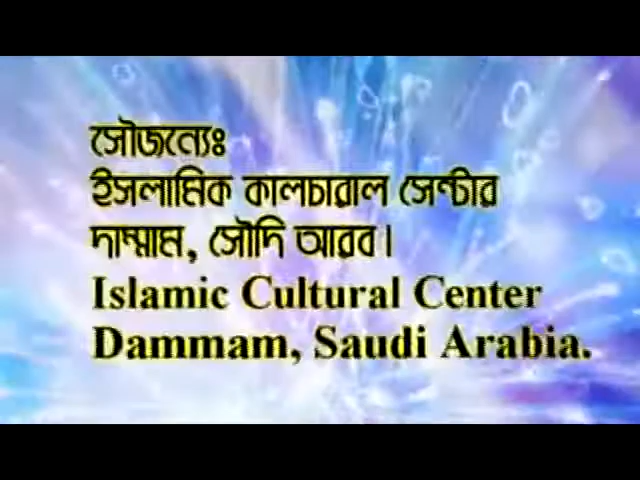 সৌজন্যেঃ
ইসলামিক কালচারাল সেন্টার
দাম্মাম, সৌদি আরব।
Islamic Cultural Center
Dammam, Saudi Arabia.